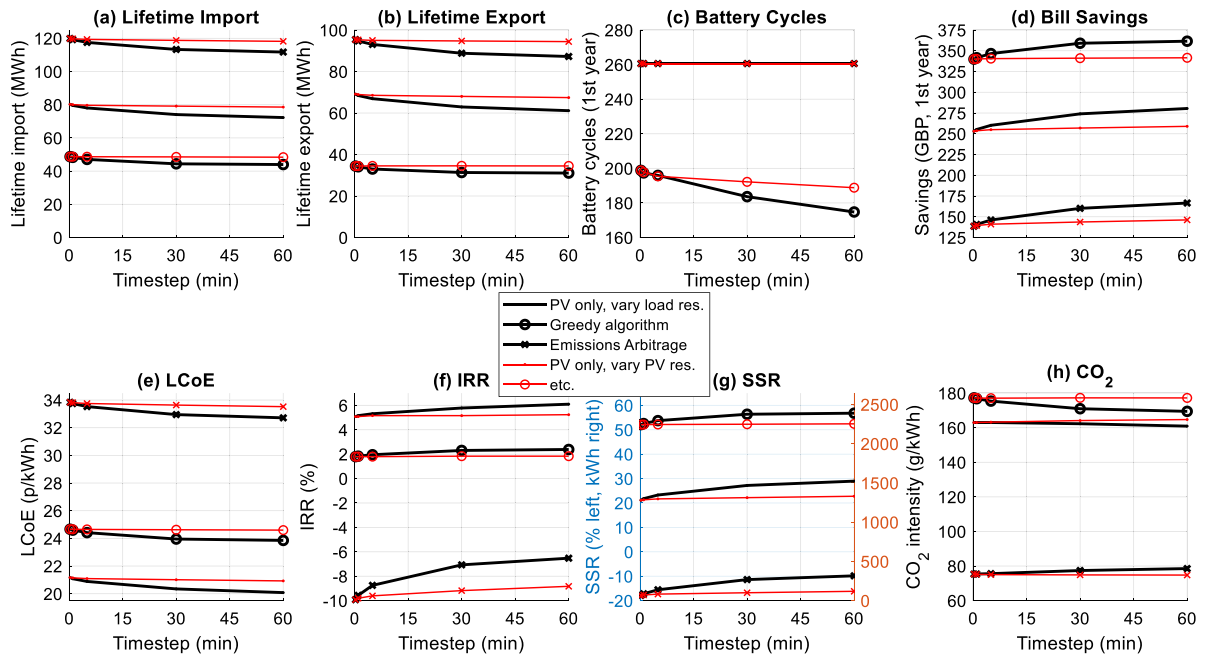 (a) Lifetime Import
Lifetime import (MWh)
120
100
80
60
40
20
0
0 15 30 45 60
Timestep (min)
(b) Lifetime Export
Lifetime export (MWh)
100
80
60
40
20
0
0 15 30 45 60
Timestep (min)
(c) Battery Cycles
Battery cycles (1st year)
280
260
240
220
200
180
160
0 15 30 45 60
Timestep (min)
(d) Bill Savings
Savings (GBP, 1st year)
375
350
325
300
275
250
225
200
175
150
125
0 15 30 45 60
Timestep (min)
PV only, vary load res.
Greedy algorithm
Emissions Arbitrage
PV only, vary PV res.
etc.
(e) LCoE
LCoE (p/kWh)
34
32
30
28
26
24
22
20
0 15 30 45 60
Timestep (min)
(f) IRR
IRR (%)
6
4
2
0
-2
-4
-6
-8
-10
0 15 30 45 60
Timestep (min)
(g) SSR
SSR (% left, kWh right)
60
50
40
30
20
10
0
-10
-20
2500
2000
1500
1000
500
0
0 15 30 45 60
Timestep (min)
(h) CO₂
CO₂ intensity (g/kWh)
180
160
140
120
100
80
60
0 15 30 45 60
Timestep (min)